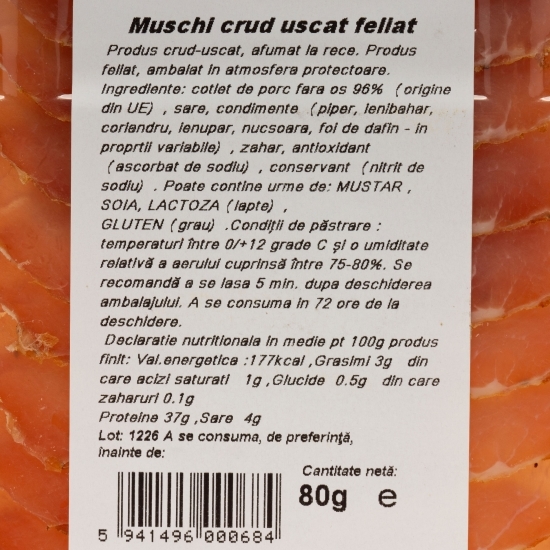 Muschi crud uscat feliat
Produs crud-uscat, afumat la rece. Produs
feliat, ambalat in atmosfera protectoare.
Ingrediente: cotlet de porc fara os 96% (origine
din UE) , sare, condimente (piper, ienibahar,
coriandru, ienupar, nucsoara, foi de dafin - in
proprtii variabile) , zahar, antioxidant
(ascorbat de sodiu) , conservant (nitrit de
sodiu) . Poate contine urme de: MUSTAR ,
SOIA, LACTOZA (lapte) ,
GLUTEN (grau) .Condiții de păstrare :
temperaturi între 0/+12 grade C și o umiditate
relativă a aerului cuprinsă între 75-80%. Se
recomandă a se lasa 5 min. dupa deschiderea
ambalajului. A se consuma in 72 ore de la
deschidere.
Declaratie nutritionala in medie pt 100g produs
finit: Val.energetica :177kcal ,Grasimi 3g din
care acizi saturati 1g ,Glucide 0.5g din care
zaharuri 0.1g
Proteine 37g ,Sare 4g
Lot: 1226 A se consuma, de preferință,
înainte de:
Cantitate netă:
80g e
5 941496 000684